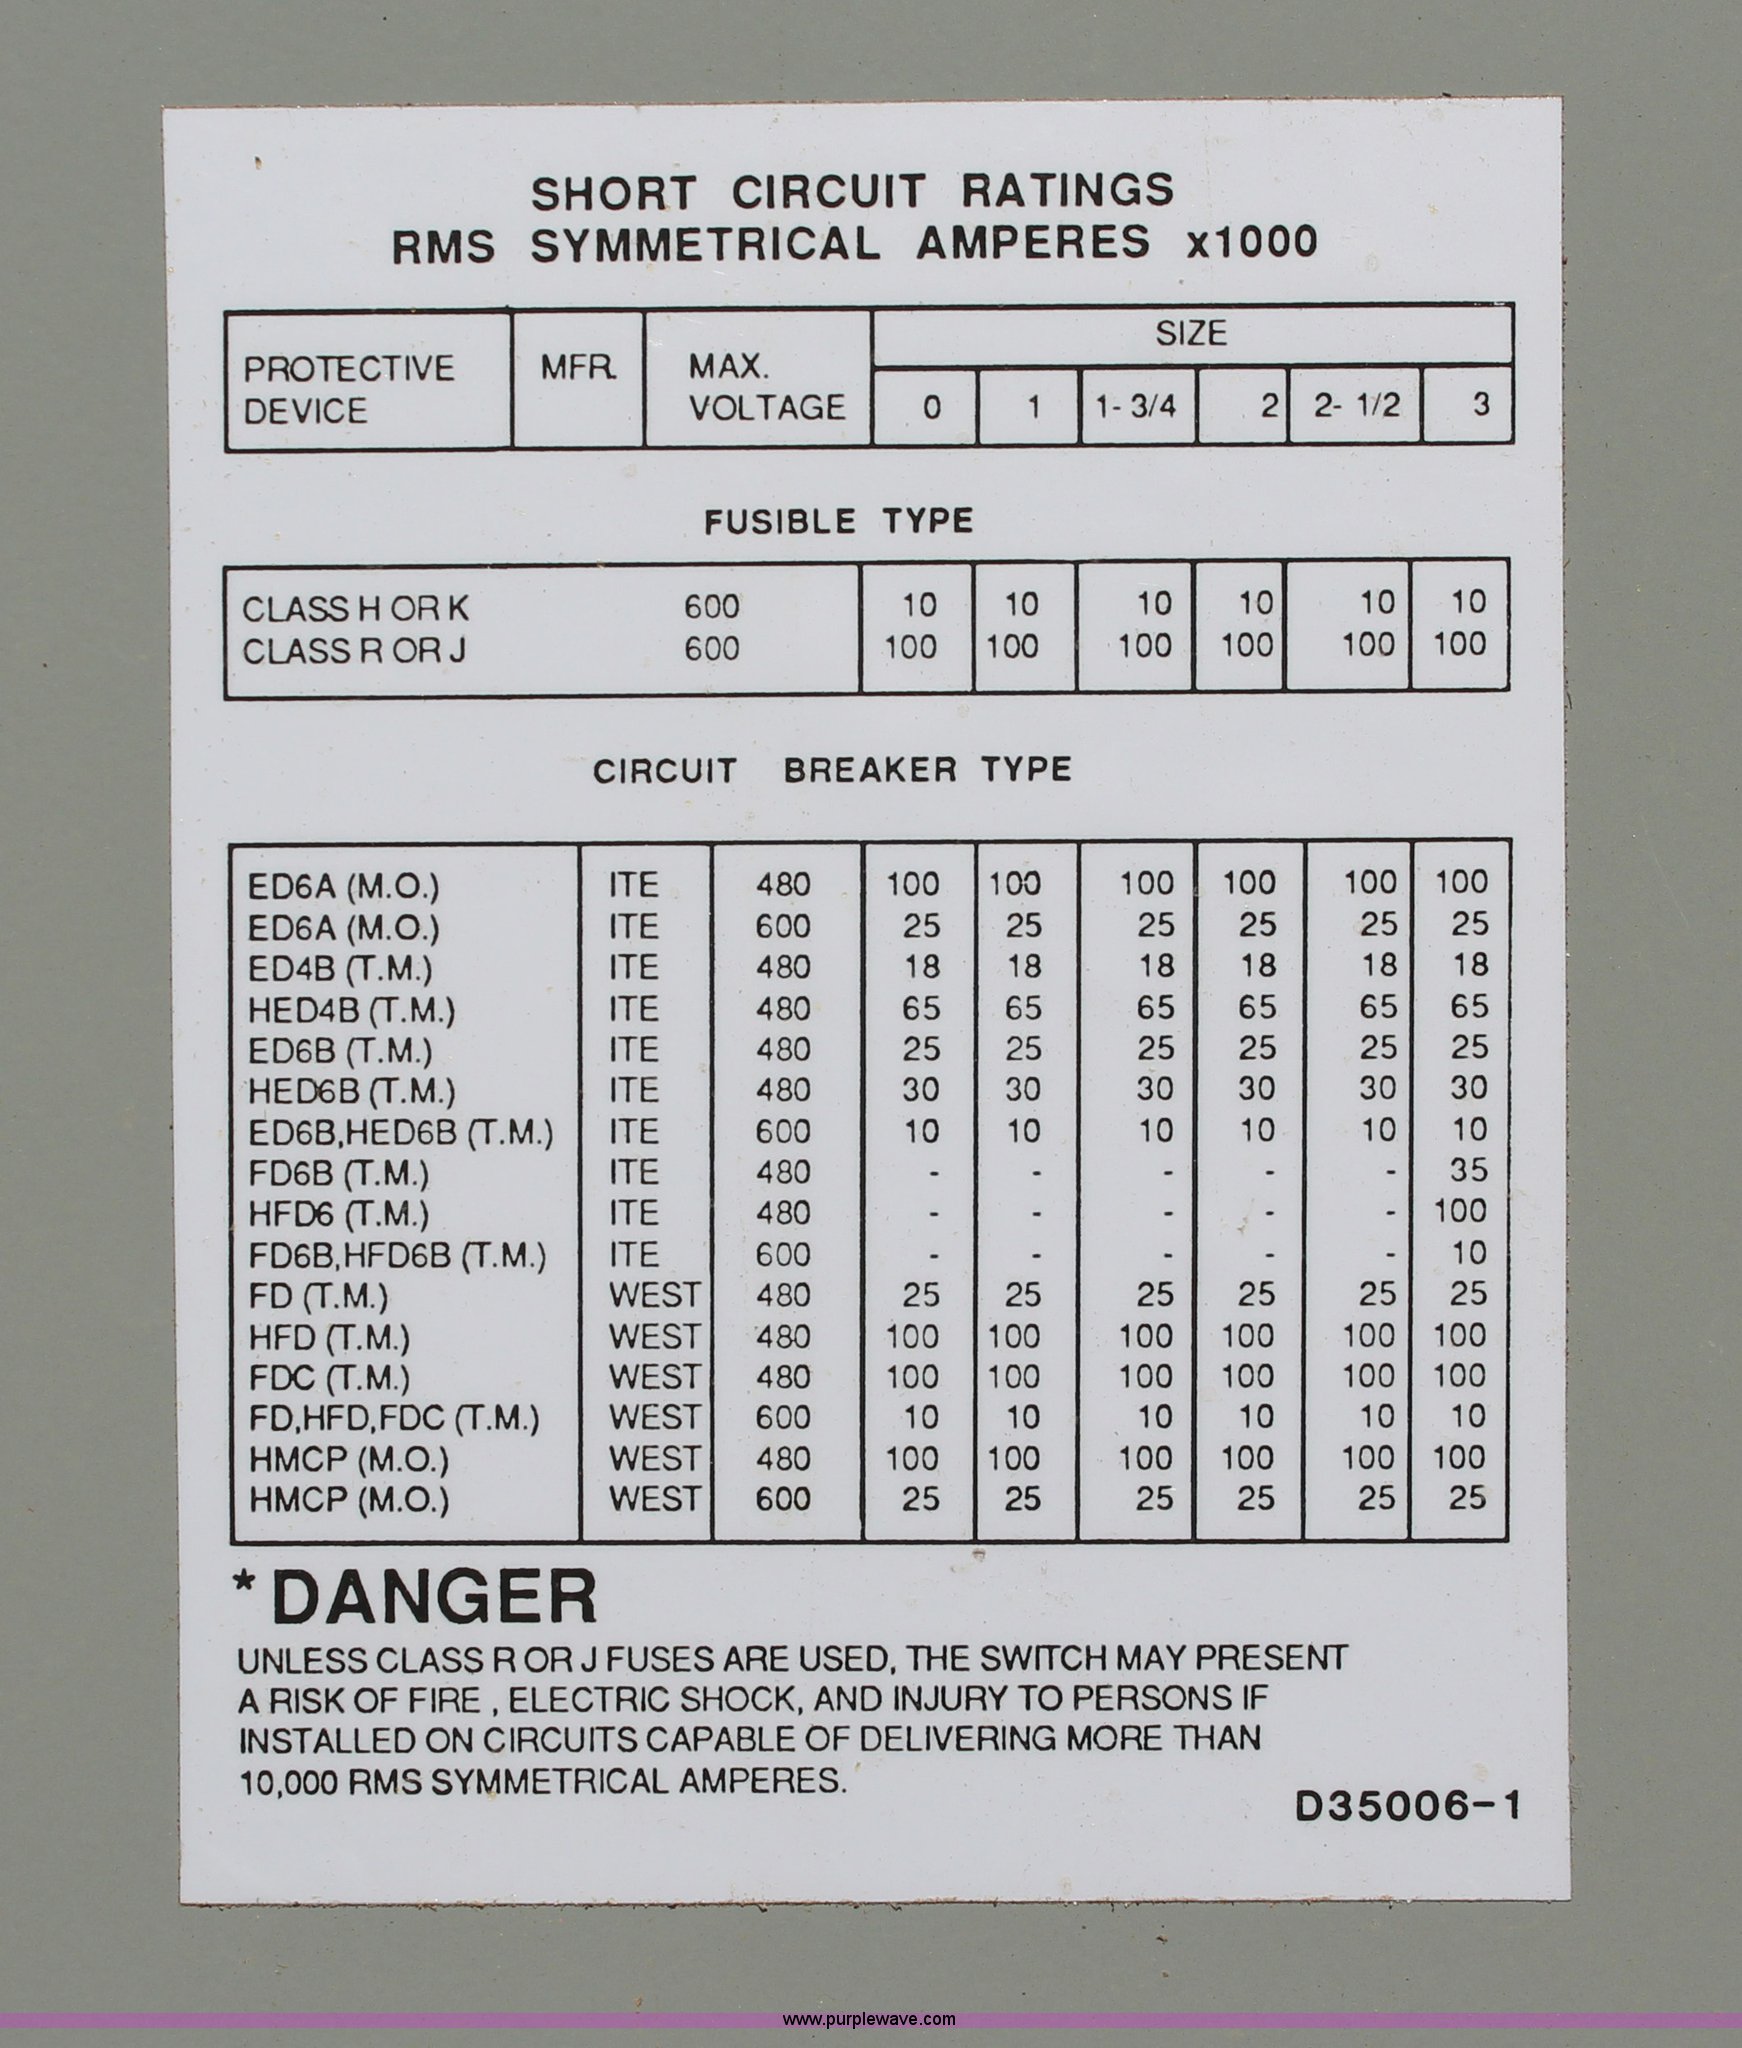 SHORT CIRCUIT RATINGS
RMS SYMMETRICAL AMPERES x1000
SIZE
PROTECTIVE MFR. MAX.
DEVICE VOLTAGE 0 1 1-3/4 2 2-1/2 3
FUSIBLE TYPE
CLASS H OR K 600 10 10 10 10 10 10
CLASS R OR J 600 100 100 100 100 100 100
CIRCUIT BREAKER TYPE
ED6A (M.O.) ITE 480 100 100 100 100 100 100
ED6A (M.O.) ITE 600 25 25 25 25 25 25
ED4B (T.M.) ITE 480 18 18 18 18 18 18
HED4B (T.M.) ITE 480 65 65 65 65 65 65
ED6B (T.M.) ITE 480 25 25 25 25 25 25
HED6B (T.M.) ITE 480 30 30 30 30 30 30
ED6B,HED6B (T.M.) ITE 600 10 10 10 10 10 10
FD6B (T.M.) ITE 480 - - - - - 35
HFD6 (T.M.) ITE 480 - - - - - 100
FD6B,HFD6B (T.M.) ITE 600 - - - - - 10
FD (T.M.) WEST 480 25 25 25 25 25 25
HFD (T.M.) WEST 480 100 100 100 100 100 100
FDC (T.M.) WEST 480 100 100 100 100 100 100
FD,HFD,FDC (T.M.) WEST 600 10 10 10 10 10 10
HMCP (M.O.) WEST 480 100 100 100 100 100 100
HMCP (M.O.) WEST 600 25 25 25 25 25 25
* DANGER
UNLESS CLASS R OR J FUSES ARE USED, THE SWITCH MAY PRESENT
A RISK OF FIRE , ELECTRIC SHOCK, AND INJURY TO PERSONS IF
INSTALLED ON CIRCUITS CAPABLE OF DELIVERING MORE THAN
10,000 RMS SYMMETRICAL AMPERES.
D35006-1
www.purplewave.com